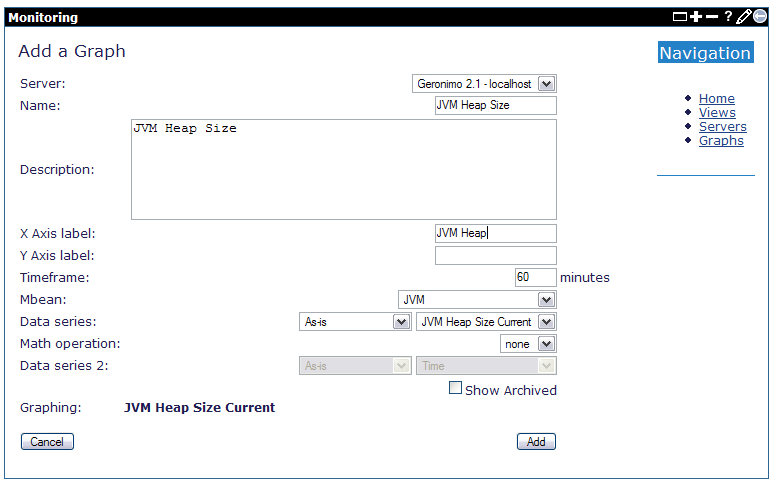 Monitoring
Add a Graph
Navigation
Server: Geronimo 2.1 - localhost
Home
Name: JVM Heap Size
Views
Servers
Graphs
JVM Heap Size
Description:
X Axis label: JVM Heap
Y Axis label:
Timeframe: 60 minutes
Mbean: JVM
Data series: As-is JVM Heap Size Current
Math operation: none
Data series 2: As-is Time
Show Archived
Graphing: JVM Heap Size Current
Cancel Add